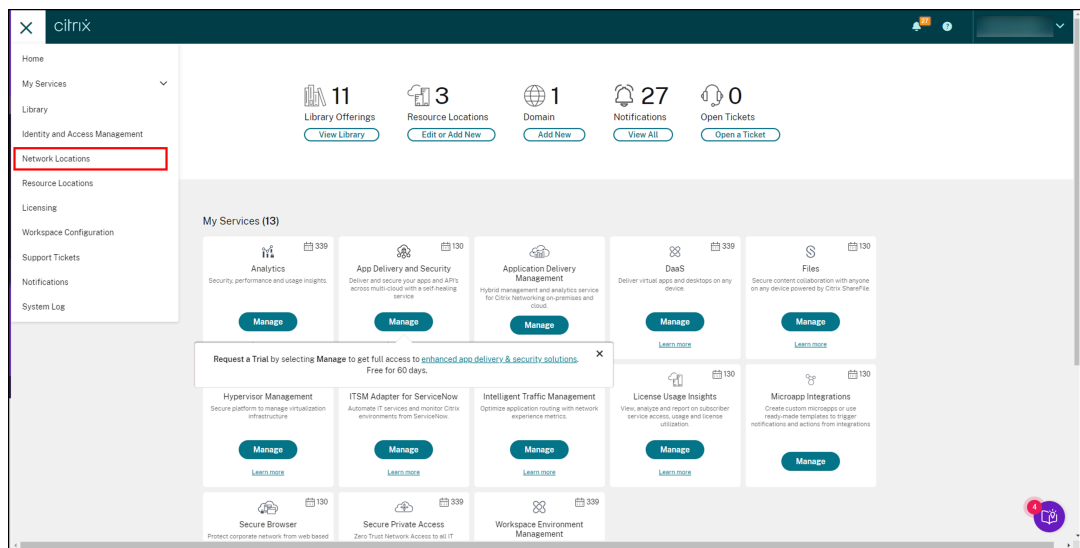 citrix
27
Home
My Services
Library
Identity and Access Management
Network Locations
Resource Locations
Licensing
Workspace Configuration
Support Tickets
Notifications
System Log
11
Library Offerings
View Library
3
Resource Locations
Edit or Add New
1
Domain
Add New
27
Notifications
View All
0
Open Tickets
Open a Ticket
My Services (13)
339
Analytics
Security, performance and usage insights.
Manage
130
App Delivery and Security
Deliver and secure your apps and API's
across multi-cloud with a self-healing
service
Manage
Application Delivery
Management
Hybrid management and analytics service
for Citrix Networking on-premises and
cloud.
Manage
339
DaaS
Deliver virtual apps and desktops on any
device.
Manage
Learn more
130
Files
Secure content collaboration with anyone
on any device powered by Citrix ShareFile.
Manage
Learn more
Request a Trial by selecting Manage to get full access to enhanced app delivery & security solutions.
Free for 60 days.
Hypervisor Management
Secure platform to manage virtualization
infrastructure
Manage
Learn more
ITSM Adapter for ServiceNow
Automate IT services and monitor Citrix
environments from ServiceNow.
Manage
Learn more
Intelligent Traffic Management
Optimize application routing with network
experience metrics.
Manage
Learn more
130
License Usage Insights
View, analyze and report on subscriber
service access, usage and license
utilization.
Manage
Learn more
130
Microapp Integrations
Create custom microapps or use
ready-made templates to trigger
notifications and actions from integrations
Manage
130
Secure Browser
Protect corporate network from web based
339
Secure Private Access
Zero Trust Network Access to all IT
339
Workspace Environment
Management
4